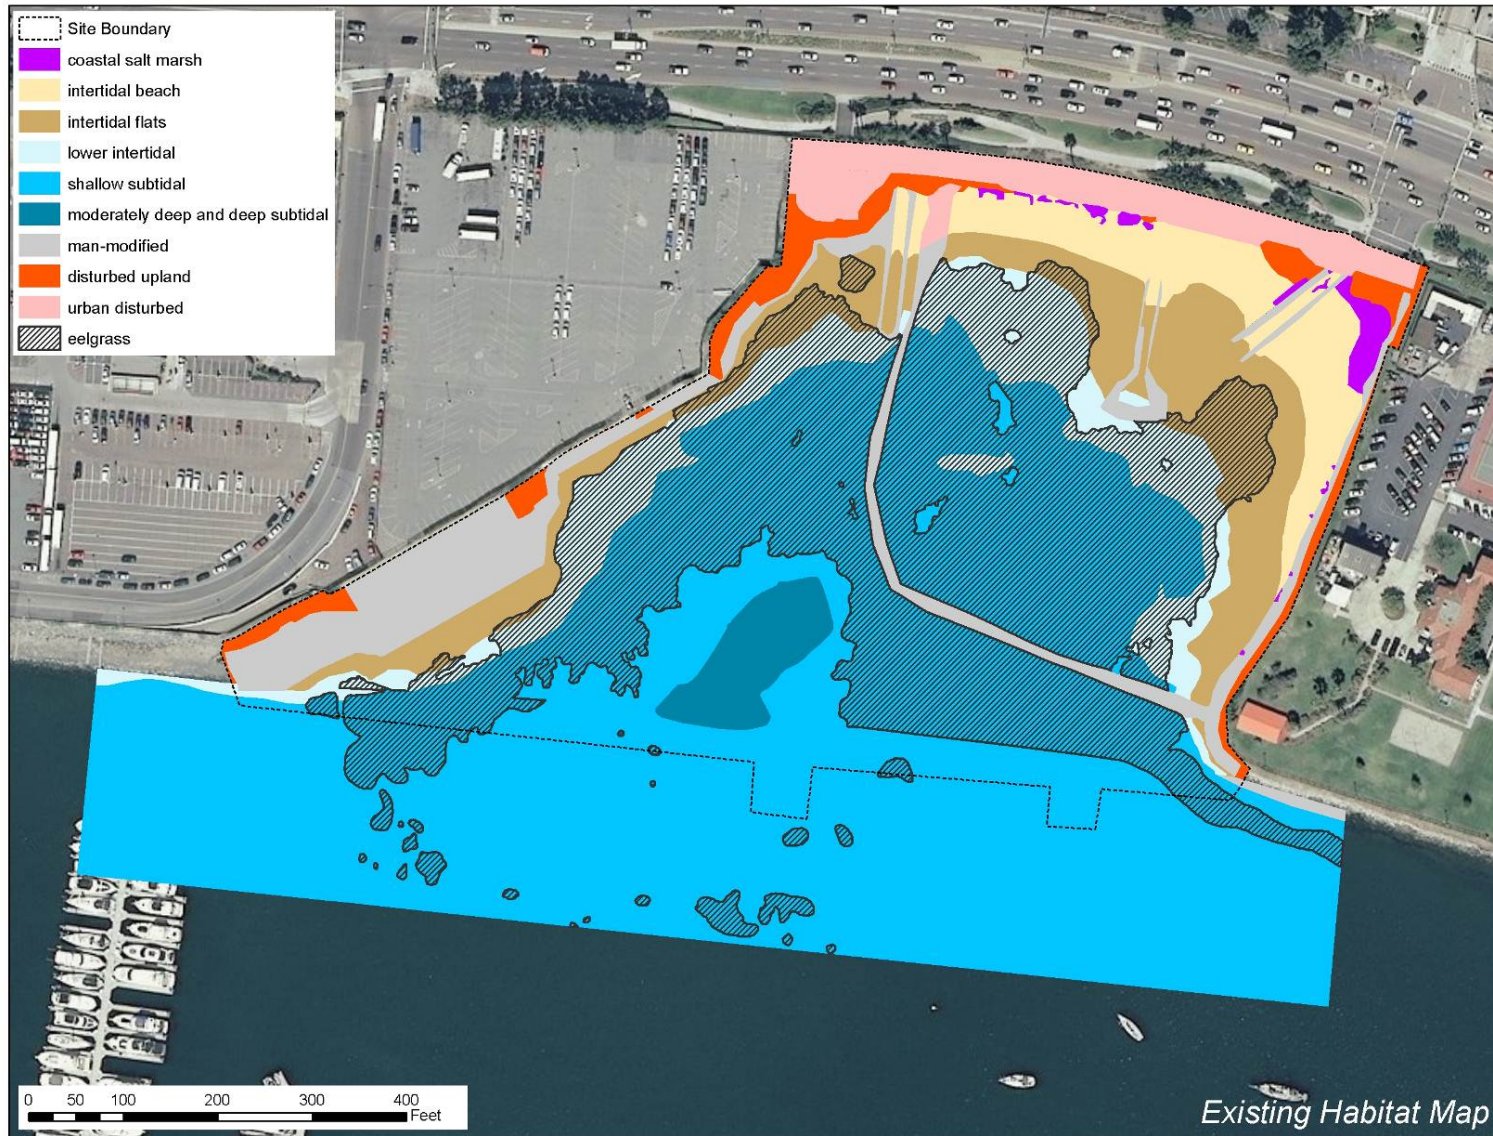 Site Boundary
coastal salt marsh
intertidal beach
intertidal flats
lower intertidal
shallow subtidal
moderately deep and deep subtidal
man-modified
disturbed upland
urban disturbed
eelgrass
0 50 100 200 300 400
Feet
Existing Habitat Map